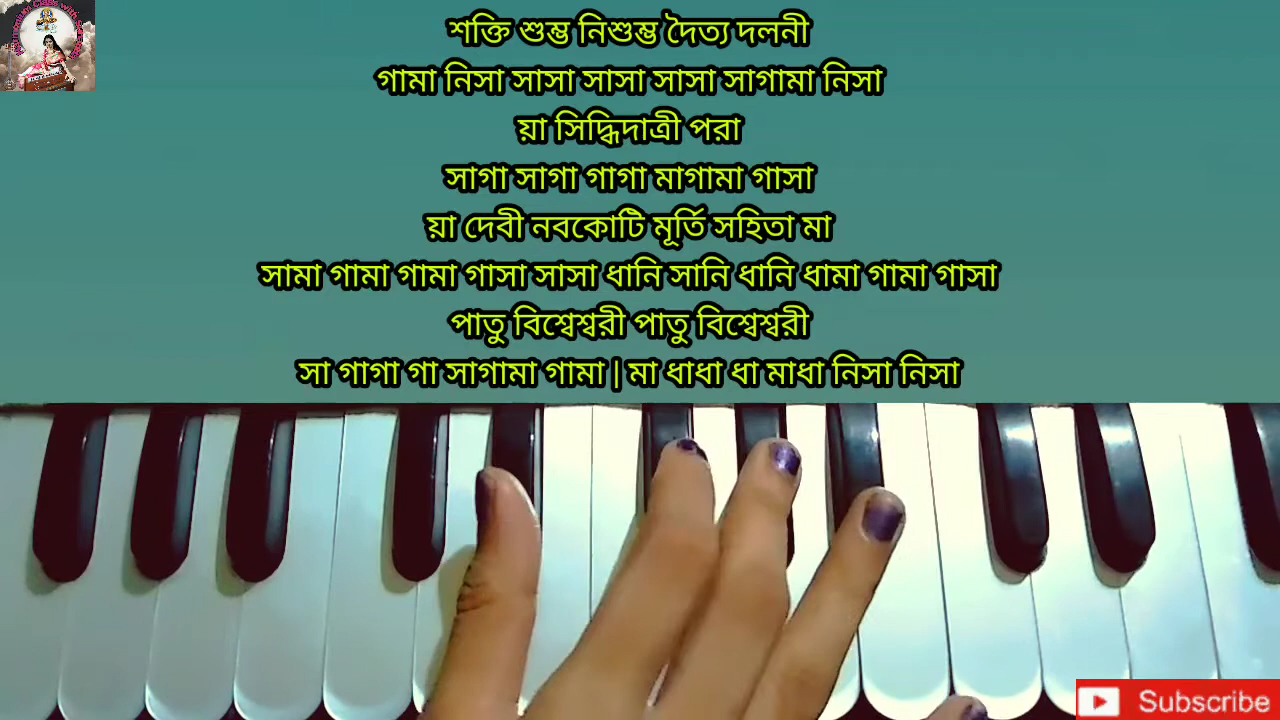 শক্তি শুম্ভ নিশুম্ভ দৈত্য দলনী
গামা নিসা সাসা সাসা সাসা সাগামা নিসা
য়া সিদ্ধিদাত্রী পরা
সাগা সাগা গাগা মাগামা গাসা
য়া দেবী নবকোটি মূর্তি সহিতা মা
সামা গামা গামা গাসা সাসা ধানি সানি ধানি ধামা গামা গাসা
পাতু বিশ্বেশ্বরী পাতু বিশ্বেশ্বরী
সা গাগা গা সাগামা গামা | মা ধাধা ধা মাধা নিসা নিসা
Subscribe